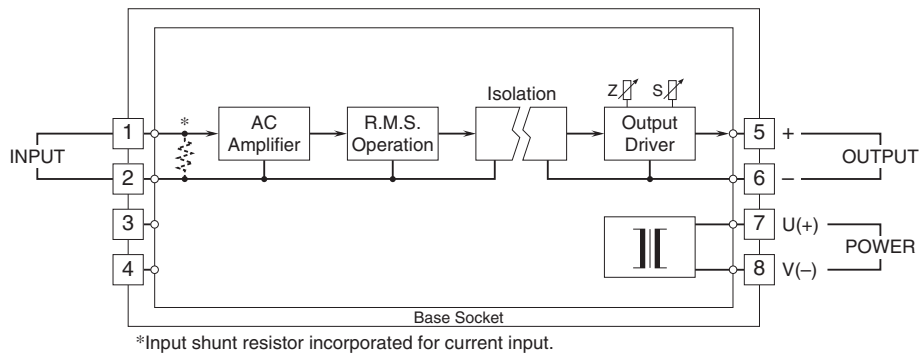 Isolation
Z S
*
1
AC
Amplifier
R.M.S.
Operation
Output
Driver
5 +
INPUT
OUTPUT
2
6 –
3
7 U(+)
POWER
4
8 V(–)
Base Socket
*Input shunt resistor incorporated for current input.